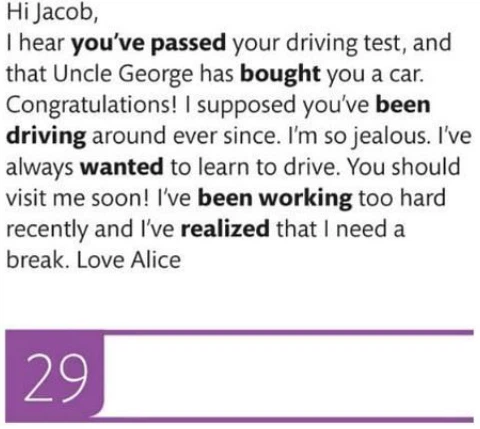 Hi Jacob,
I hear you've passed your driving test, and
that Uncle George has bought you a car.
Congratulations! I supposed you've been
driving around ever since. I'm so jealous. I've
always wanted to learn to drive. You should
visit me soon! I've been working too hard
recently and I've realized that I need a
break. Love Alice
29